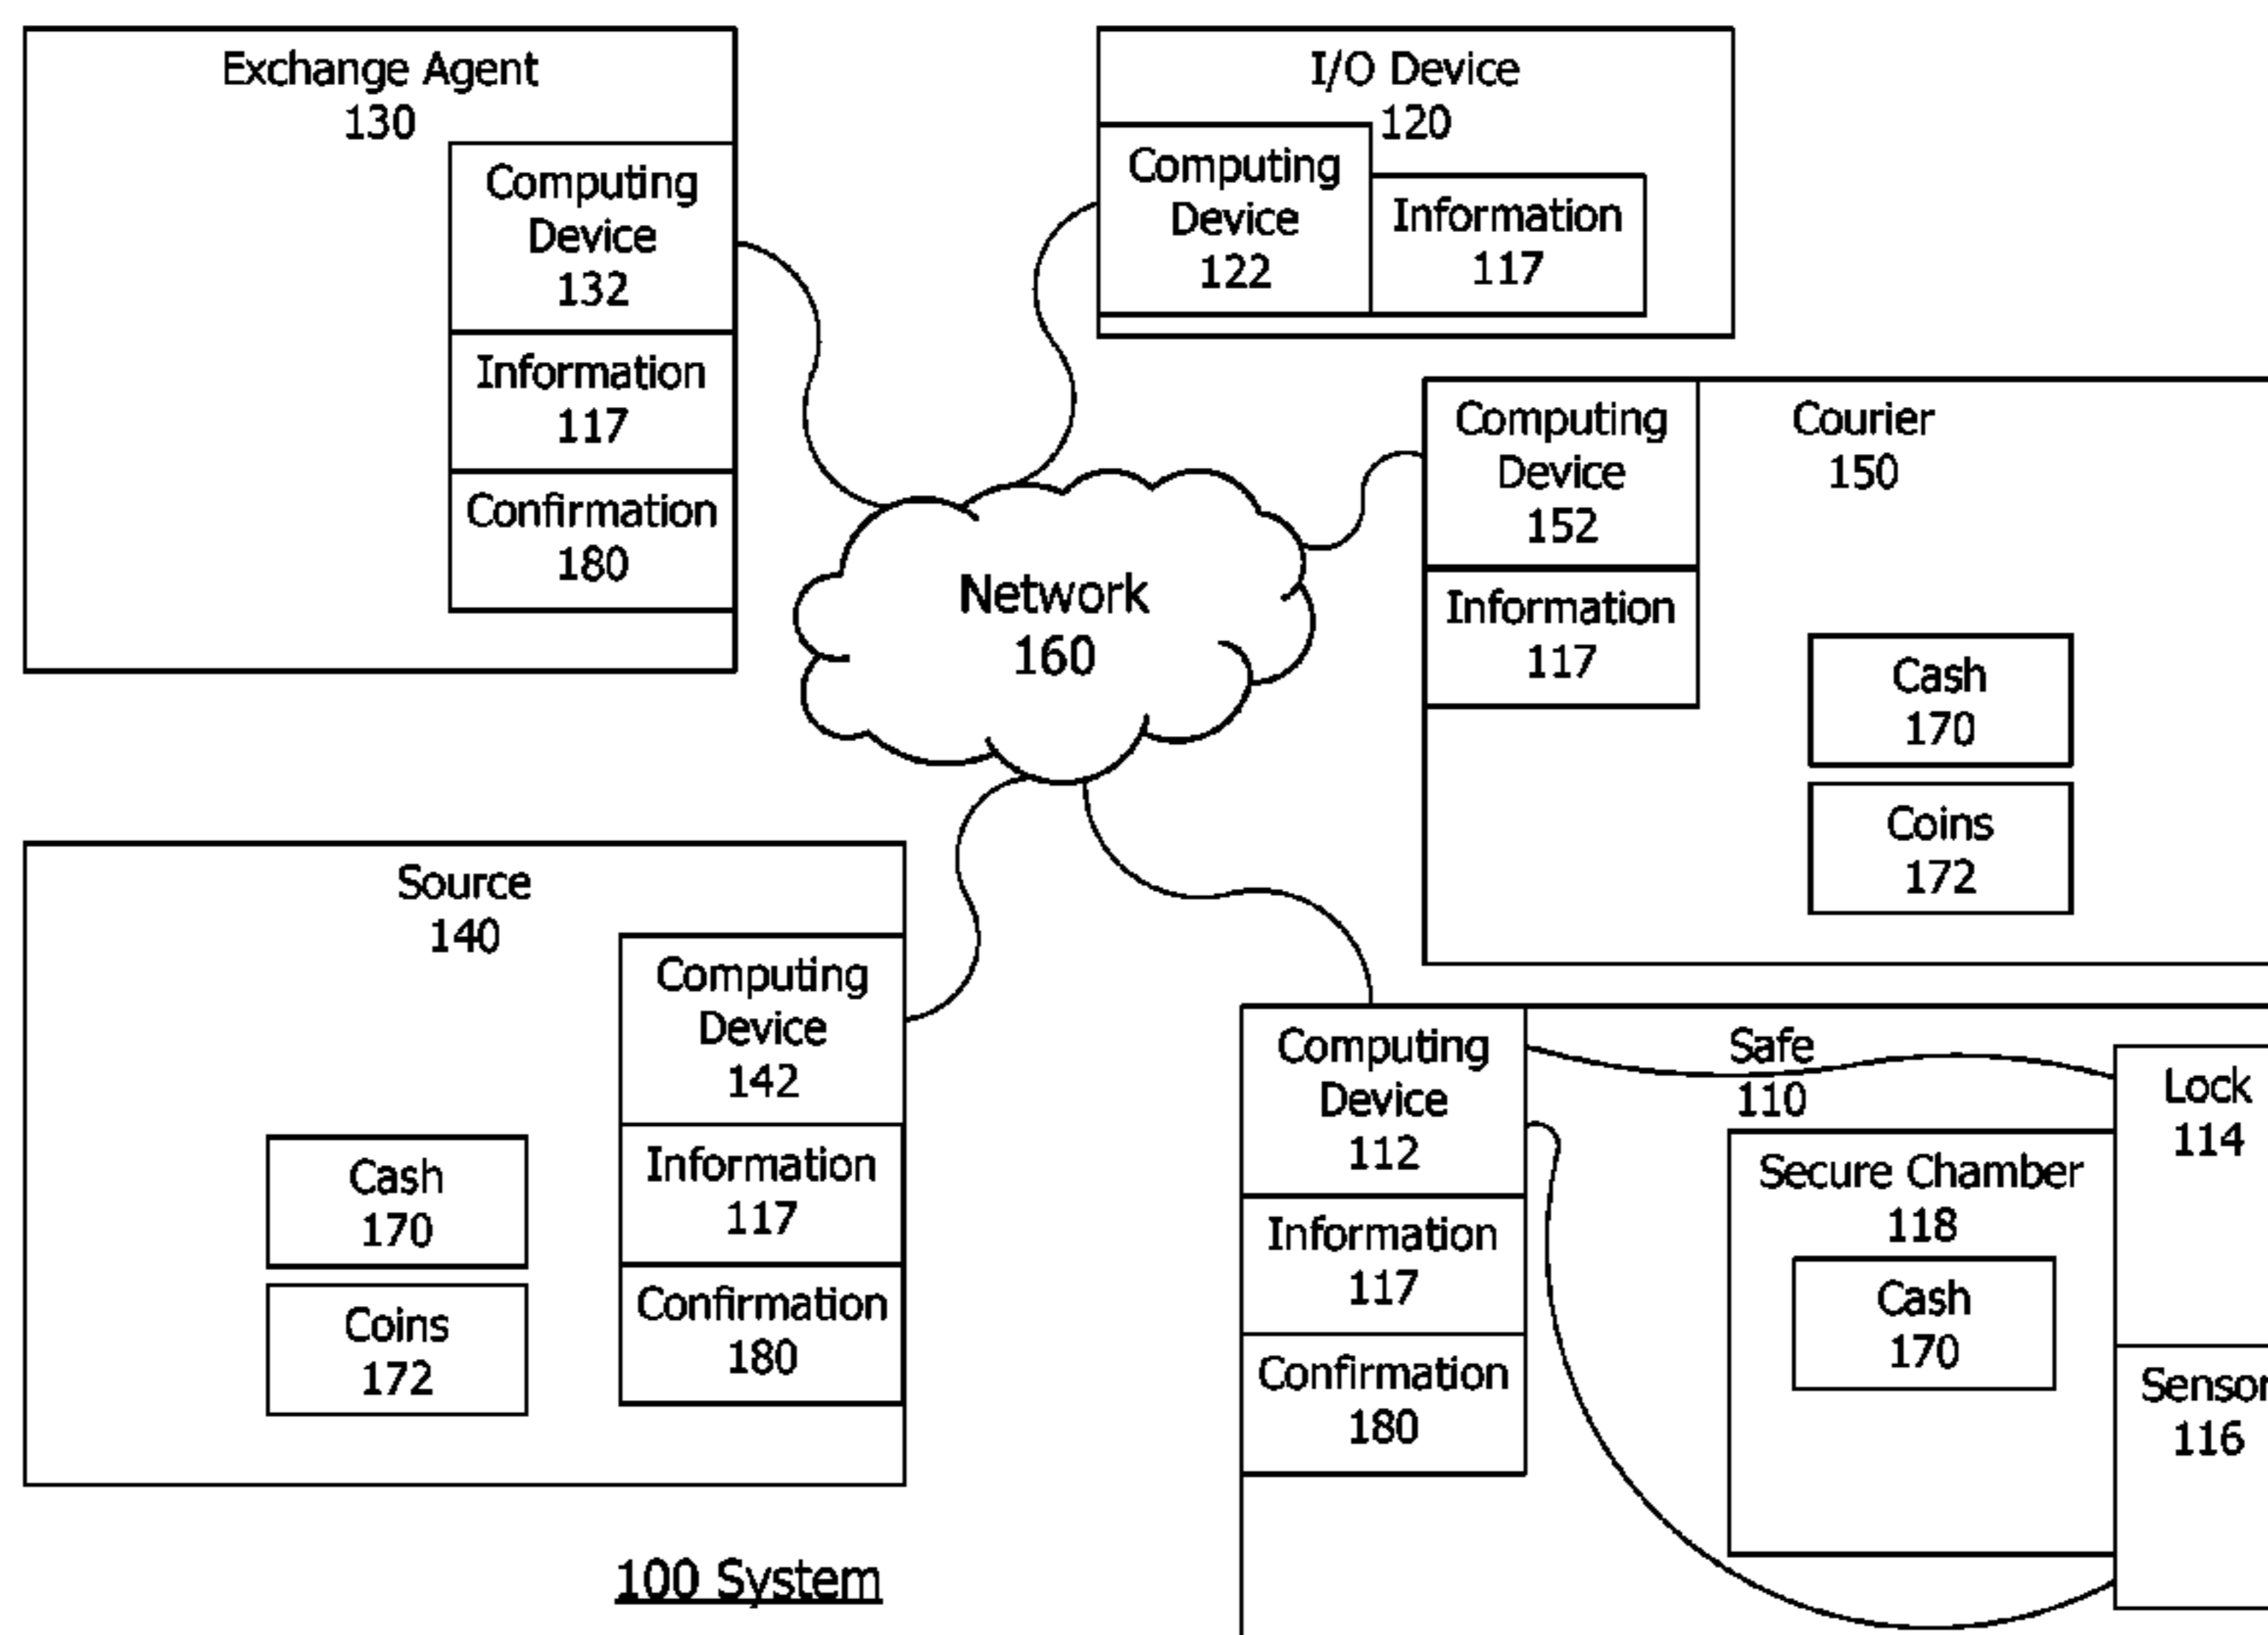 Exchange Agent
130
Computing
Device
132
Information
117
Confirmation
180
I/O Device
120
Computing
Device
122
Information
117
Network
160
Computing
Device
152
Information
117
Courier
150
Cash
170
Coins
172
Source
140
Computing
Device
142
Information
117
Confirmation
180
Cash
170
Coins
172
Computing
Device
112
Information
117
Confirmation
180
Safe
110
Secure Chamber
118
Cash
170
Lock
114
Sensor
116
100 System